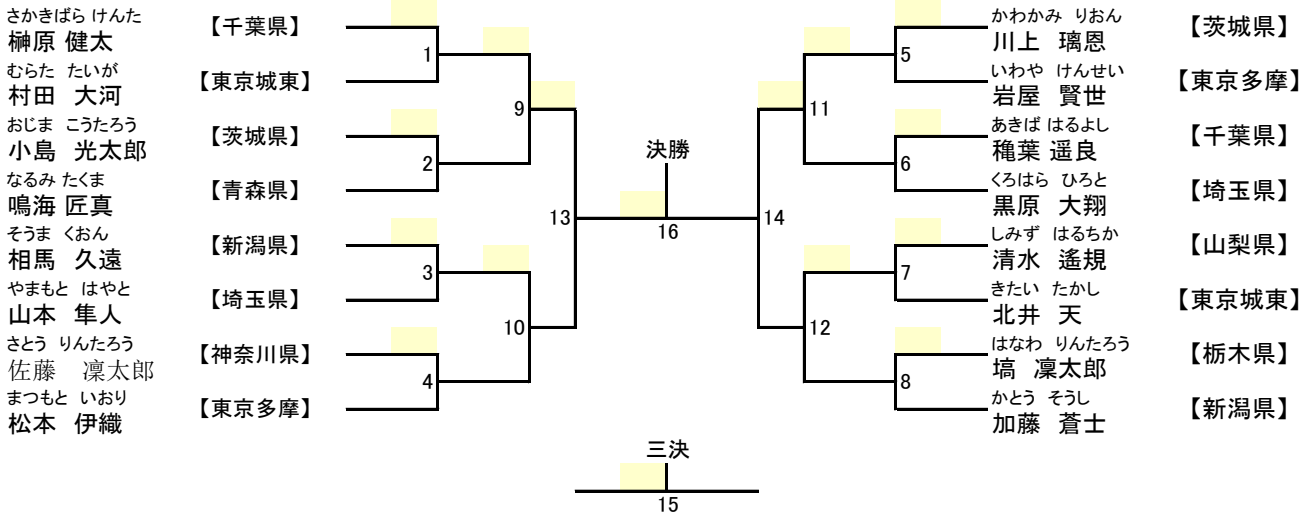 さかきばら けんた
榊原 健太 【千葉県】
むらた たいが
村田 大河 【東京城東】
おじま こうたろう
小島 光太郎 【茨城県】
なるみ たくま
鳴海 匠真 【青森県】
そうま くおん
相馬 久遠 【新潟県】
やまもと はやと
山本 隼人 【埼玉県】
さとう りんたろう
佐藤 凜太郎 【神奈川県】
まつもと いおり
松本 伊織 【東京多摩】
1
2
3
4
9
10
13
決勝
16
14
11
12
5
6
7
8
かわかみ りおん
川上 璃恩 【茨城県】
いわや けんせい
岩屋 賢世 【東京多摩】
あきば はるよし
穐葉 遥良 【千葉県】
くろはら ひろと
黒原 大翔 【埼玉県】
しみず はるちか
清水 遙規 【山梨県】
きたい たかし
北井 天 【東京城東】
はなわ りんたろう
塙 凜太郎 【栃木県】
かとう そうし
加藤 蒼士 【新潟県】
三決
15